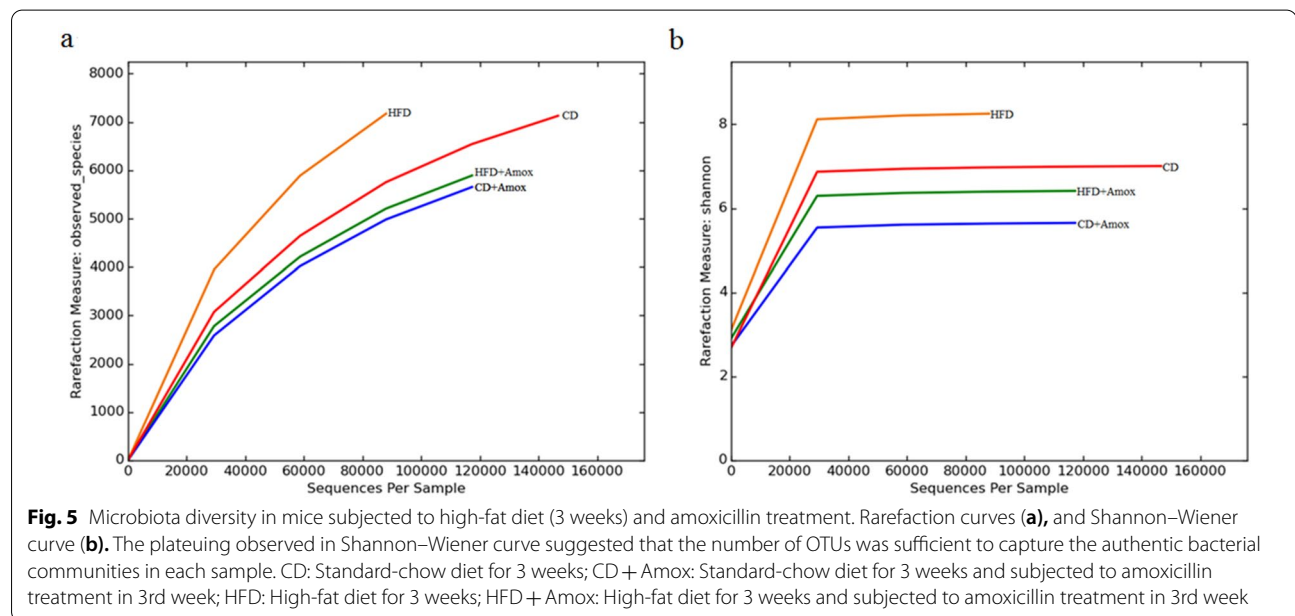 a
b
8000
7000
6000
5000
4000
3000
2000
1000
0
Rarefaction Measure: observed_species
HFD
CD
HFD+Amox
CD+Amox
0 20000 40000 60000 80000 100000 120000 140000 160000
Sequences Per Sample
8
6
4
2
0
Rarefaction Measure: shannon
HFD
CD
HFD+Amox
CD+Amox
0 20000 40000 60000 80000 100000 120000 140000 160000
Sequences Per Sample
Fig. 5 Microbiota diversity in mice subjected to high-fat diet (3 weeks) and amoxicillin treatment. Rarefaction curves (a), and Shannon–Wiener
curve (b). The plateuing observed in Shannon–Wiener curve suggested that the number of OTUs was sufficient to capture the authentic bacterial
communities in each sample. CD: Standard-chow diet for 3 weeks; CD + Amox: Standard-chow diet for 3 weeks and subjected to amoxicillin
treatment in 3rd week; HFD: High-fat diet for 3 weeks; HFD + Amox: High-fat diet for 3 weeks and subjected to amoxicillin treatment in 3rd week